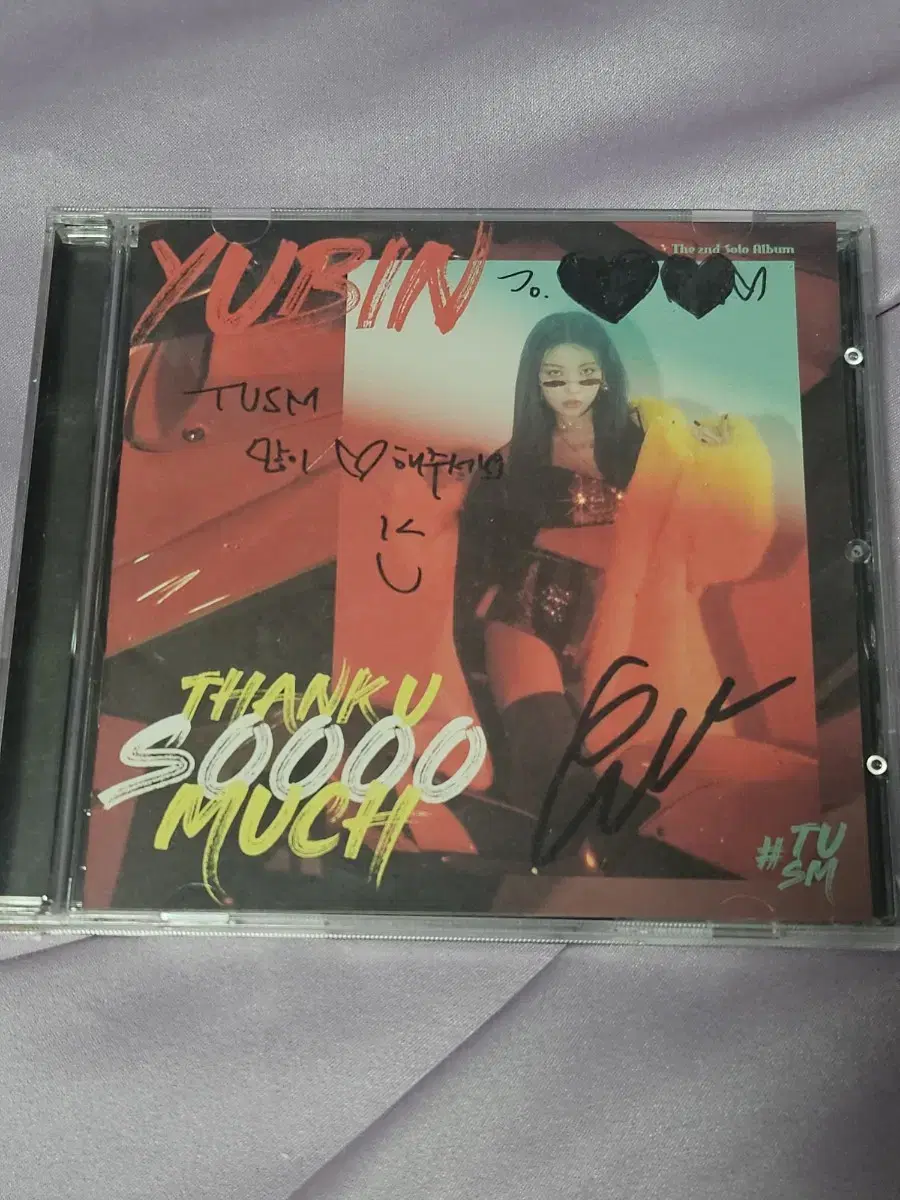 YUBIN
The 2nd Solo Album
To.
TUSM
많이 ♡ 해주세요
THANK U
SOOOO
MUCH
#TU
SM